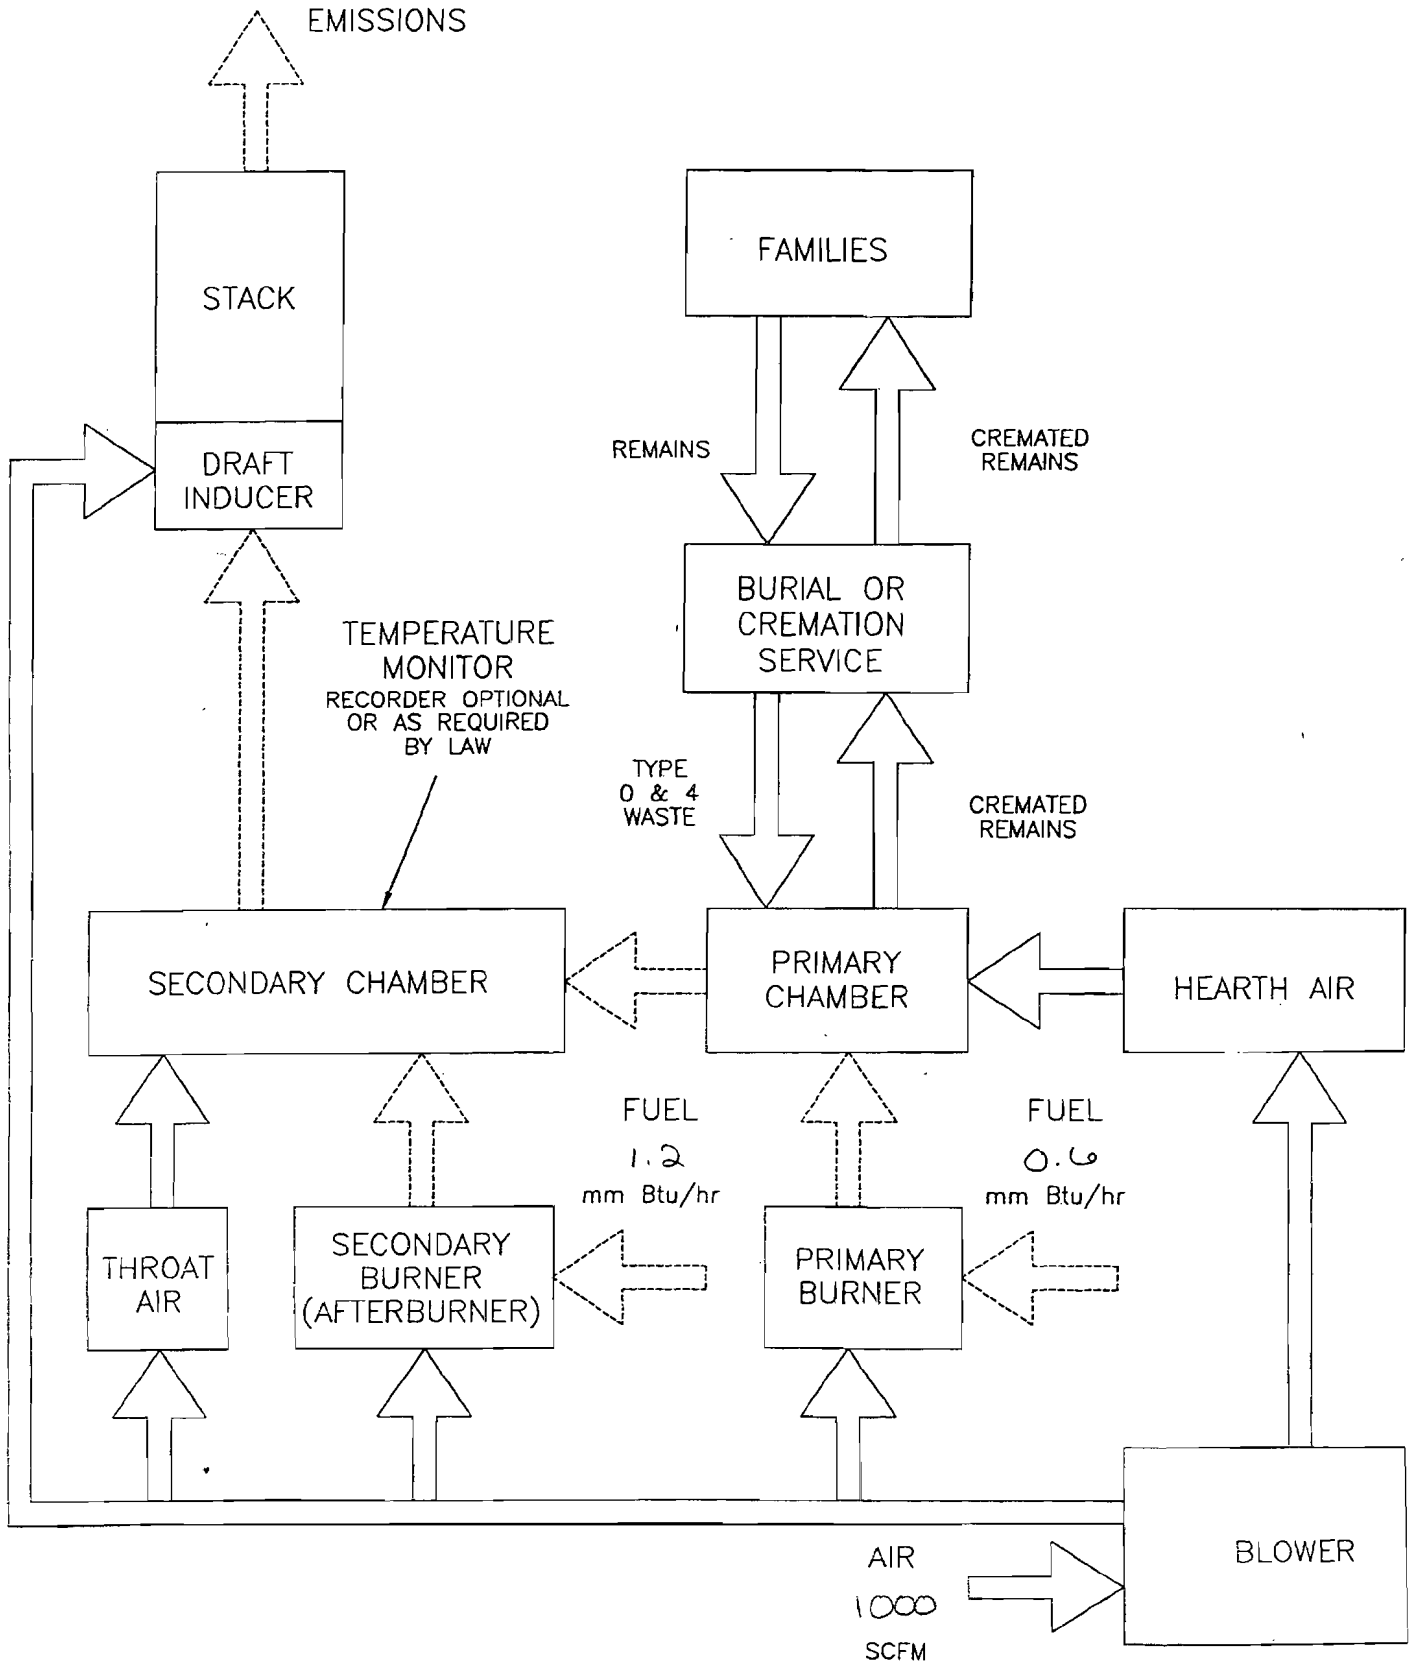 EMISSIONS
STACK
DRAFT
INDUCER
FAMILIES
REMAINS
CREMATED
REMAINS
BURIAL OR
CREMATION
SERVICE
TEMPERATURE
MONITOR
RECORDER OPTIONAL
OR AS REQUIRED
BY LAW
TYPE
0 & 4
WASTE
CREMATED
REMAINS
SECONDARY CHAMBER
PRIMARY
CHAMBER
HEARTH AIR
FUEL
1.2
mm Btu/hr
FUEL
0.6
mm Btu/hr
THROAT
AIR
SECONDARY
BURNER
(AFTERBURNER)
PRIMARY
BURNER
BLOWER
AIR
1000
SCFM